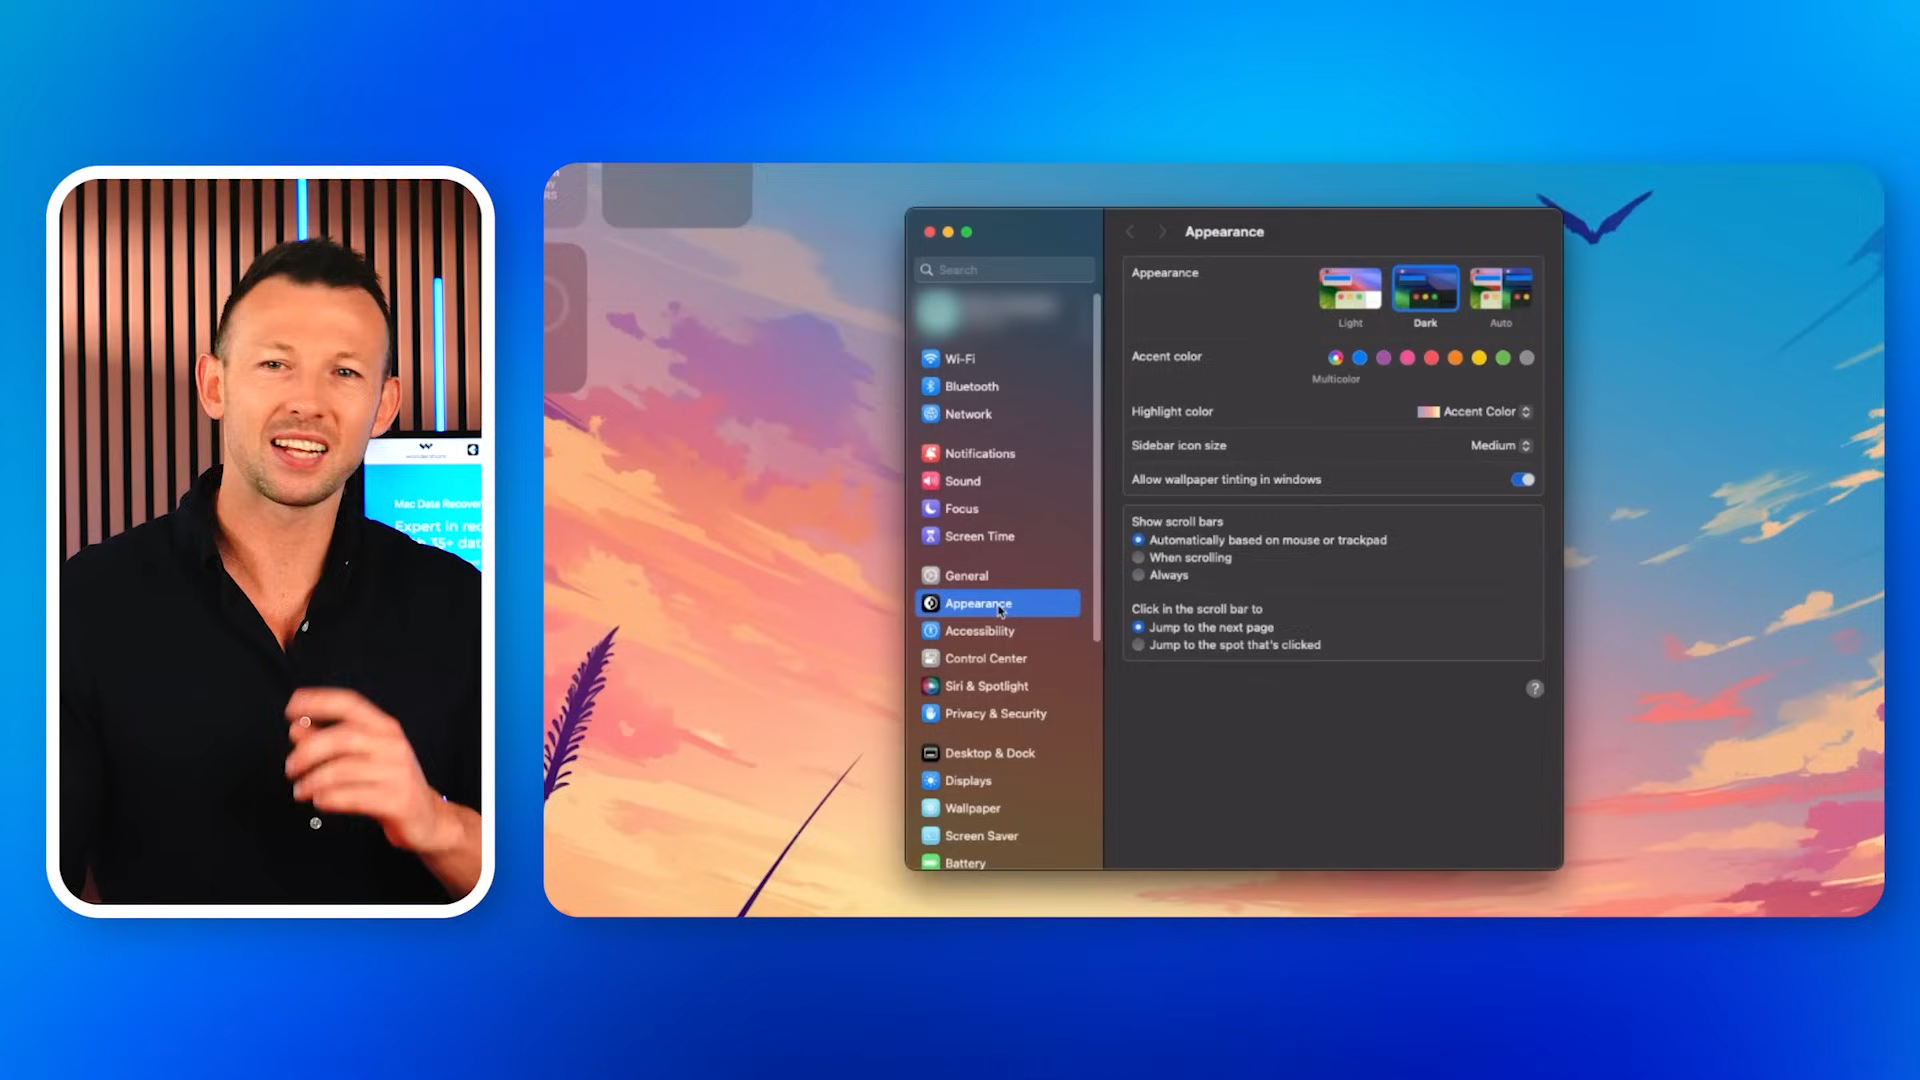 wondershare
Mac Data Recover
Expert in rec
35+ dat
RS
Search
Wi-Fi
Bluetooth
Network
Notifications
Sound
Focus
Screen Time
General
Appearance
Accessibility
Control Center
Siri & Spotlight
Privacy & Security
Desktop & Dock
Displays
Wallpaper
Screen Saver
Battery
Appearance
Appearance
Light
Dark
Auto
Accent color
Multicolor
Highlight color
Accent Color
Sidebar icon size
Medium
Allow wallpaper tinting in windows
Show scroll bars
Automatically based on mouse or trackpad
When scrolling
Always
Click in the scroll bar to
Jump to the next page
Jump to the spot that's clicked
?